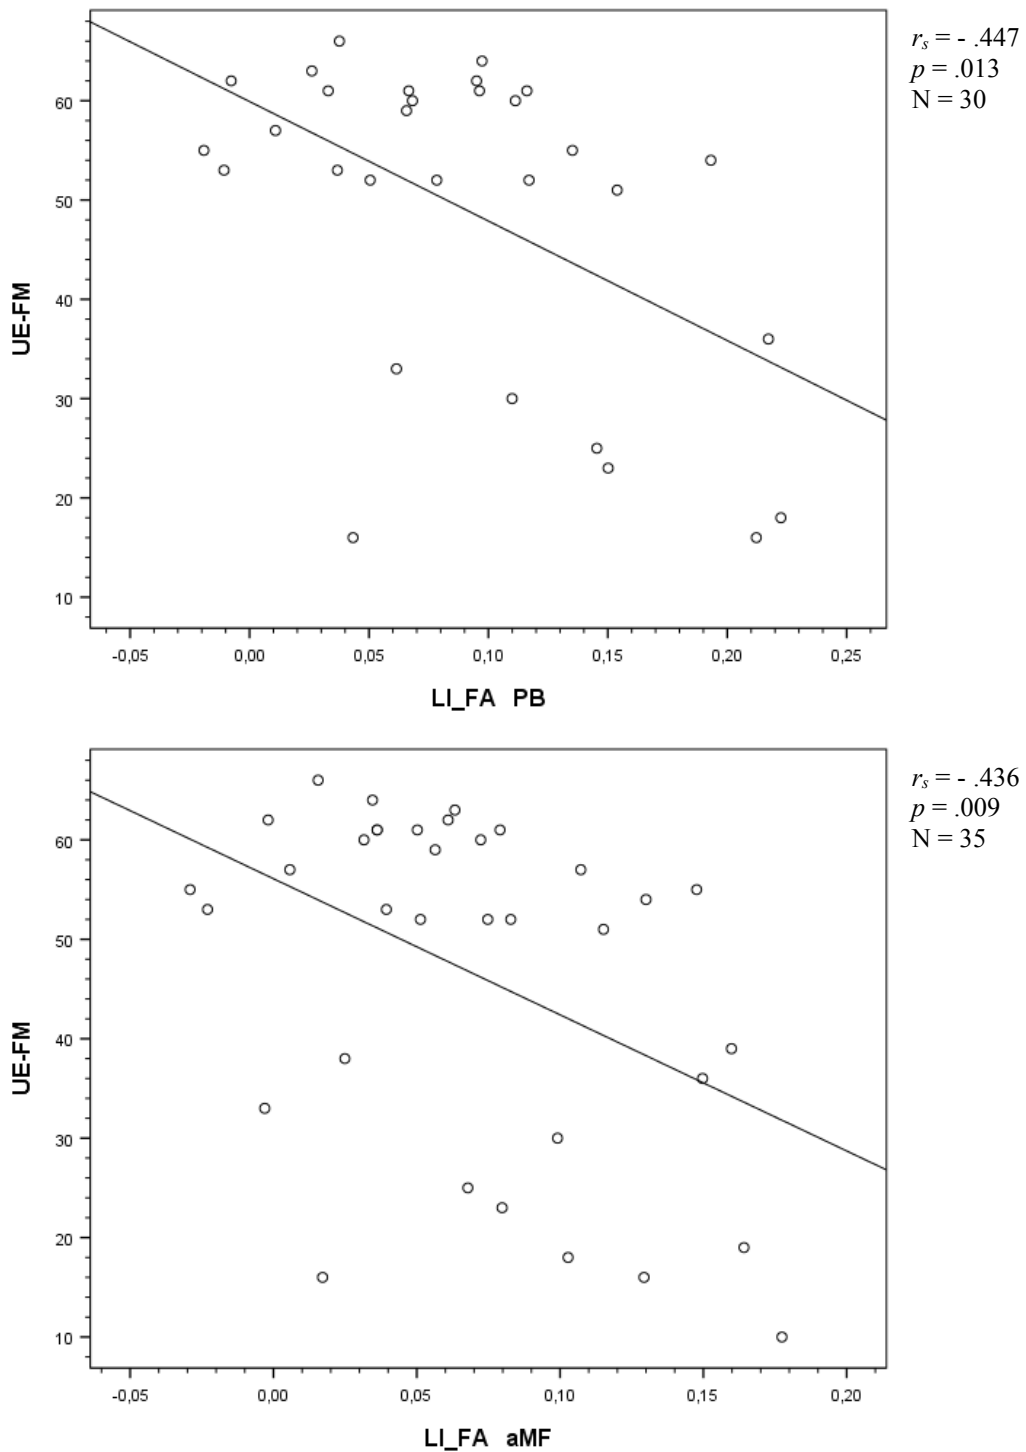 r_s = - .447
p = .013
N = 30
60
50
40
30
20
10
UE-FM
-0,05 0,00 0,05 0,10 0,15 0,20 0,25
LI_FA PB
r_s = - .436
p = .009
N = 35
60
50
40
30
20
10
UE-FM
-0,05 0,00 0,05 0,10 0,15 0,20
LI_FA aMF